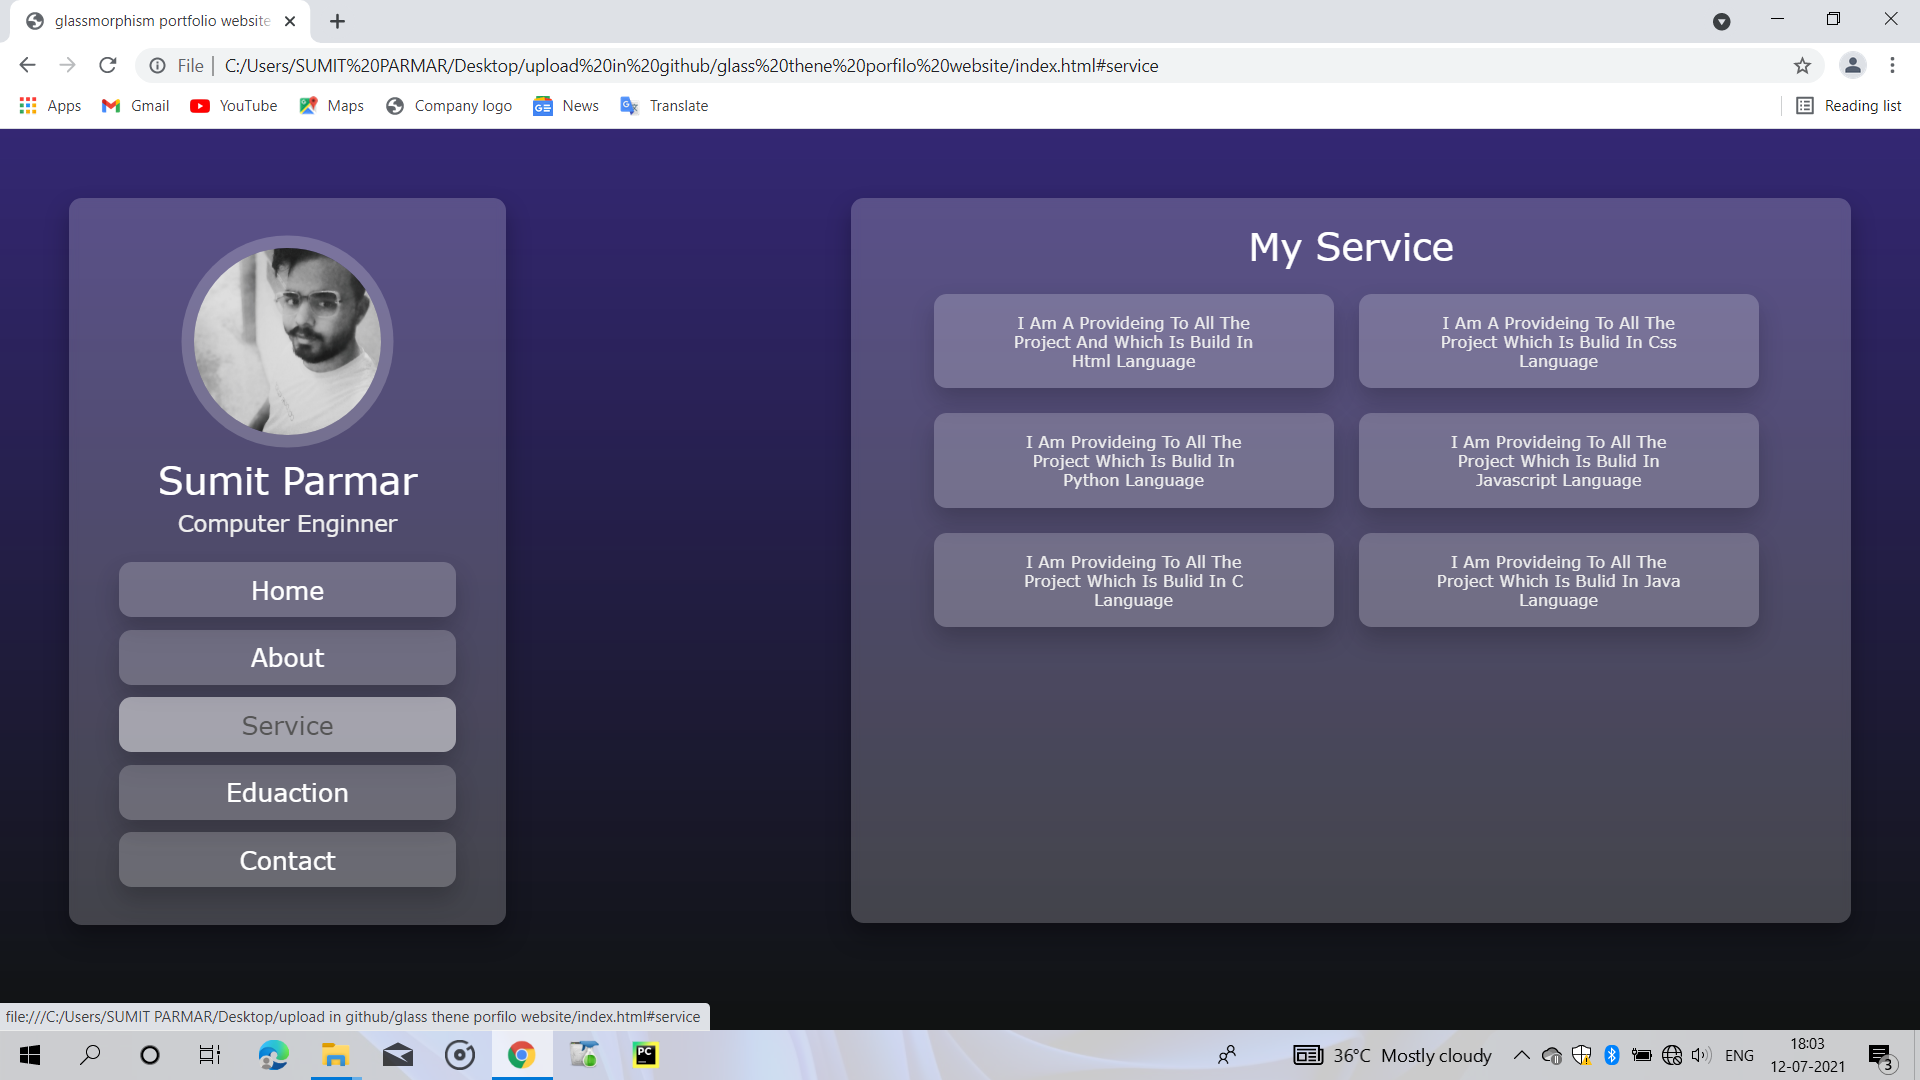 glassmorphism portfolio website
File
C:/Users/SUMIT%20PARMAR/Desktop/upload%20in%20github/glass%20thene%20porfilo%20website/index.html#service
Apps
Gmail
YouTube
Maps
Company logo
News
Translate
Reading list
Sumit Parmar
Computer Enginner
Home
About
Service
Eduaction
Contact
My Service
I Am A Provideing To All The
Project And Which Is Build In
Html Language
I Am A Provideing To All The
Project Which Is Bulid In Css
Language
I Am Provideing To All The
Project Which Is Bulid In
Python Language
I Am Provideing To All The
Project Which Is Bulid In
Javascript Language
I Am Provideing To All The
Project Which Is Bulid In C
Language
I Am Provideing To All The
Project Which Is Bulid In Java
Language
file:///C:/Users/SUMIT PARMAR/Desktop/upload in github/glass thene porfilo website/index.html#service
PC
36°C Mostly cloudy
ENG
18:03
12-07-2021
3